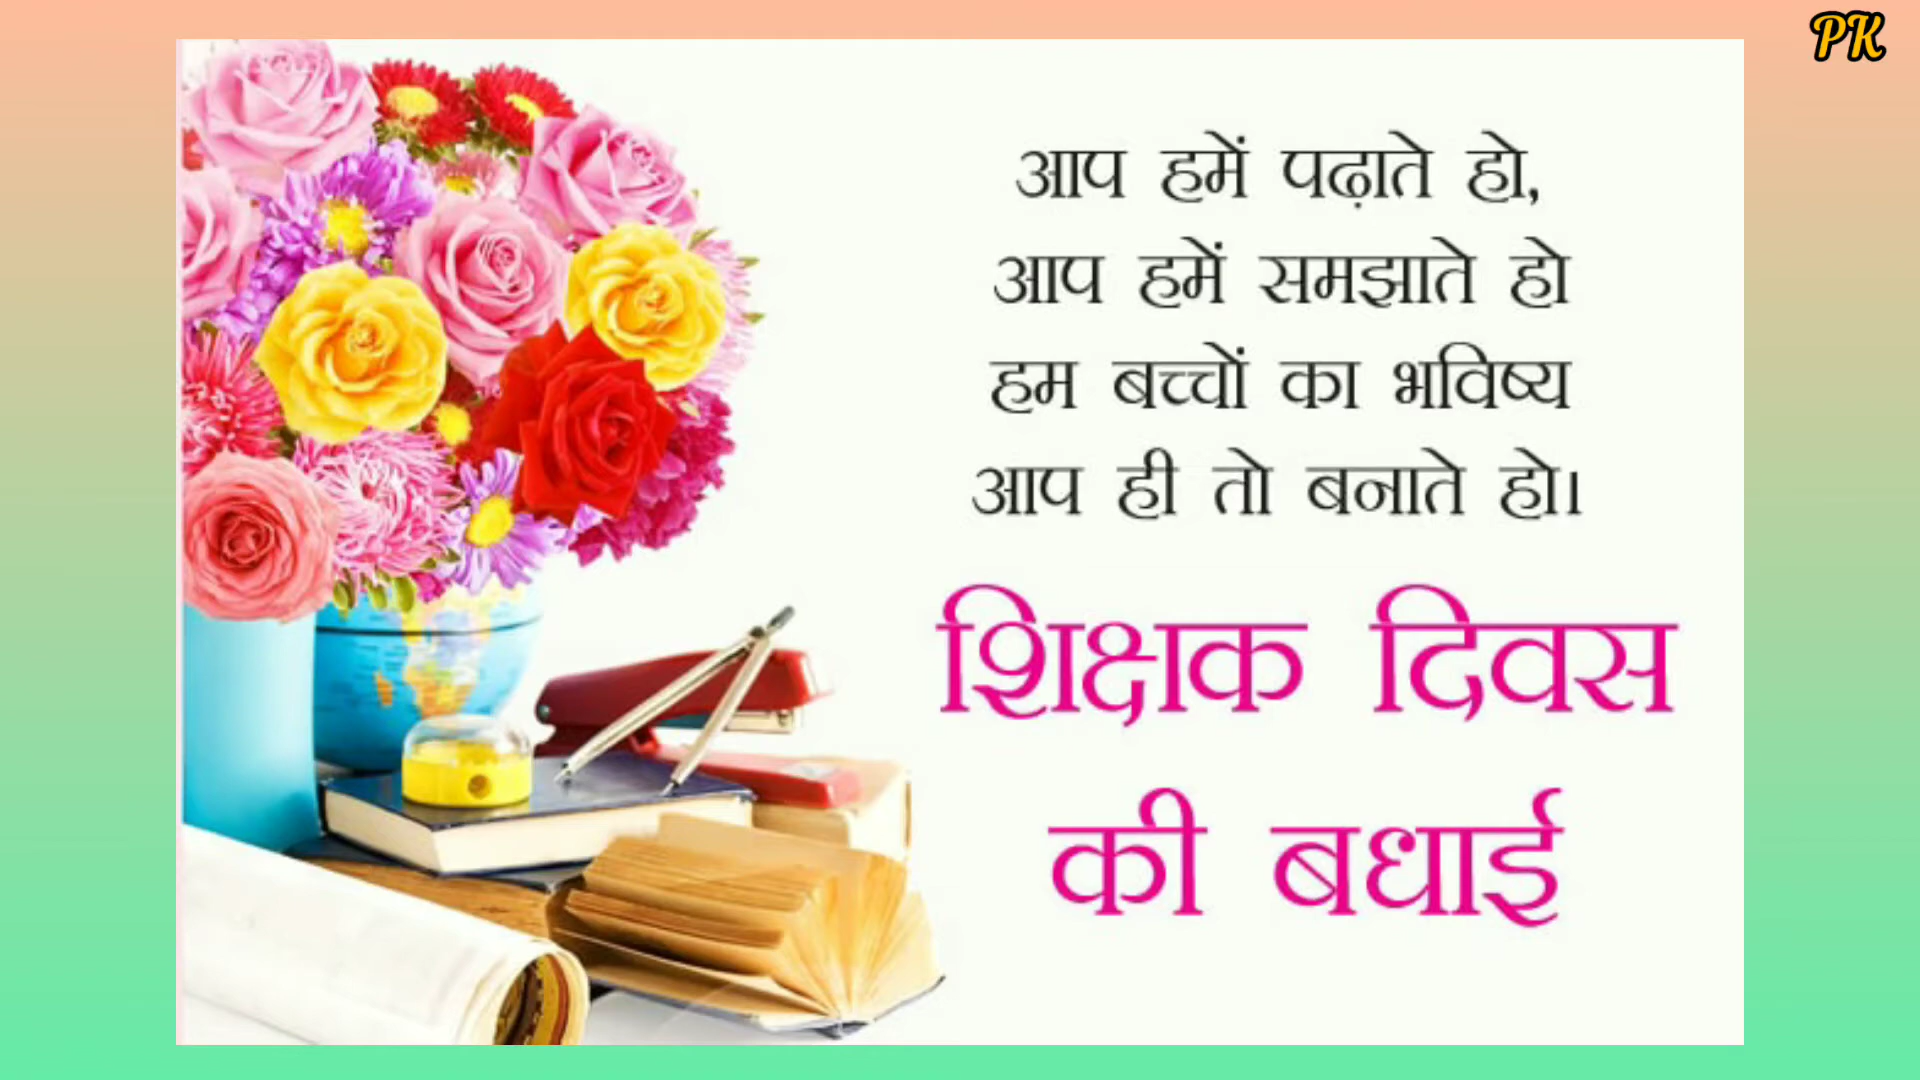 PK
आप हमें पढ़ाते हो,
आप हमें समझाते हो
हम बच्चों का भविष्य
आप ही तो बनाते हो।
शिक्षक दिवस
की बधाई